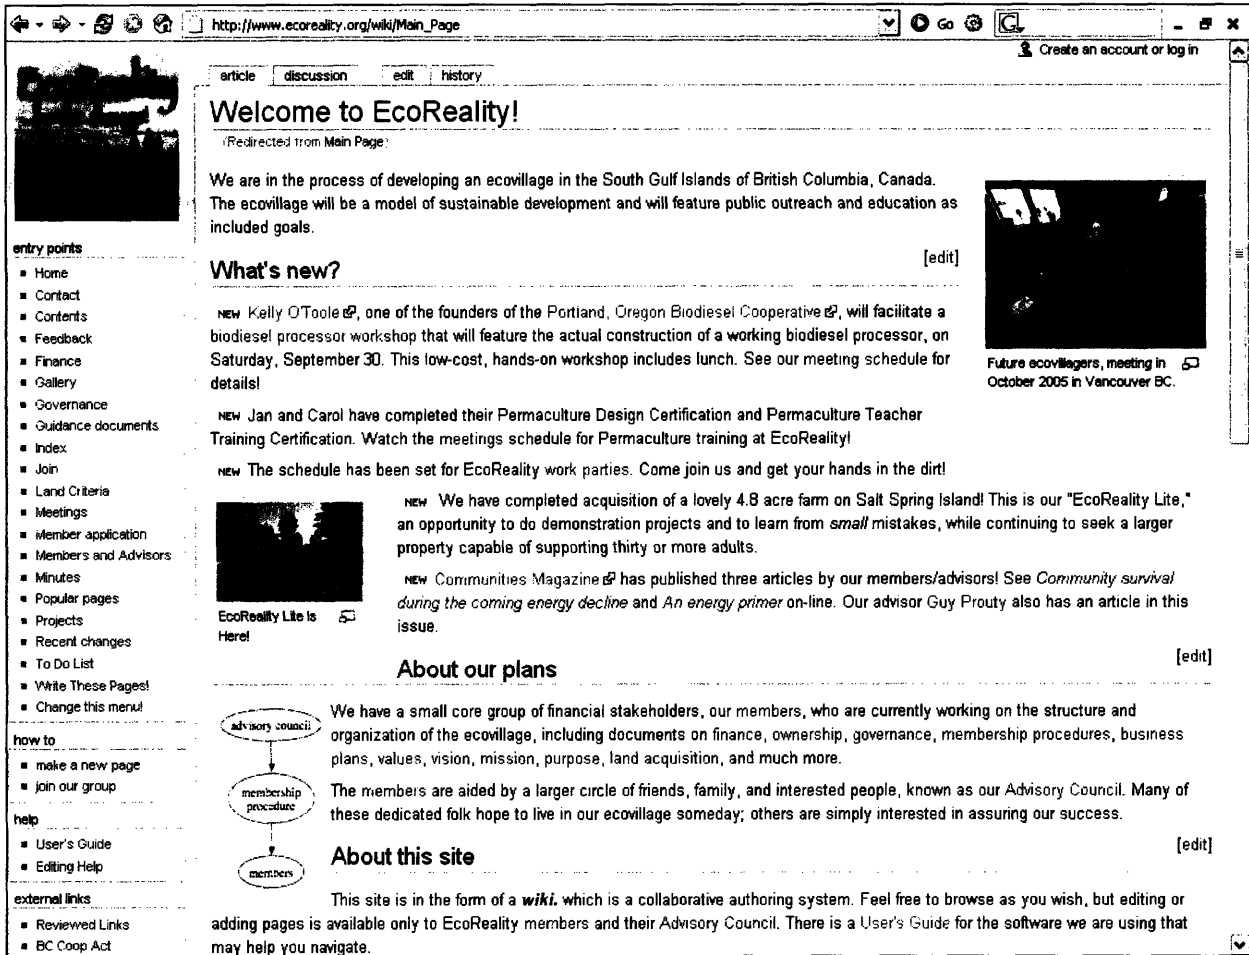 http://www.ecoreality.org/wiki/Main_Page
Go
G
Create an account or log in
article discussion edit history
Welcome to EcoReality!
(Redirected from Main Page)
We are in the process of developing an ecovillage in the South Gulf Islands of British Columbia, Canada.
The ecovillage will be a model of sustainable development and will feature public outreach and education as
included goals.
[edit]
What's new?
NEW Kelly O'Toole, one of the founders of the Portland, Oregon Biodiesel Cooperative, will facilitate a
biodiesel processor workshop that will feature the actual construction of a working biodiesel processor, on
Saturday, September 30. This low-cost, hands-on workshop includes lunch. See our meeting schedule for
details!
Future ecovillagers, meeting in
October 2005 in Vancouver BC.
NEW Jan and Carol have completed their Permaculture Design Certification and Permaculture Teacher
Training Certification. Watch the meetings schedule for Permaculture training at EcoReality!
NEW The schedule has been set for EcoReality work parties. Come join us and get your hands in the dirt!
NEW We have completed acquisition of a lovely 4.8 acre farm on Salt Spring Island! This is our "EcoReality Lite,"
an opportunity to do demonstration projects and to learn from small mistakes, while continuing to seek a larger
property capable of supporting thirty or more adults.
NEW Communities Magazine has published three articles by our members/advisors! See Community survival
during the coming energy decline and An energy primer on-line. Our advisor Guy Prouty also has an article in this
issue.
EcoReality Lite is
Here!
[edit]
About our plans
We have a small core group of financial stakeholders, our members, who are currently working on the structure and
organization of the ecovillage, including documents on finance, ownership, governance, membership procedures, business
plans, values, vision, mission, purpose, land acquisition, and much more.
The members are aided by a larger circle of friends, family, and interested people, known as our Advisory Council. Many of
these dedicated folk hope to live in our ecovillage someday; others are simply interested in assuring our success.
advisory council
membership
procedure
members
[edit]
About this site
This site is in the form of a wiki, which is a collaborative authoring system. Feel free to browse as you wish, but editing or
adding pages is available only to EcoReality members and their Advisory Council. There is a User's Guide for the software we are using that
may help you navigate.
entry points
Home
Contact
Contents
Feedback
Finance
Gallery
Governance
Guidance documents
Index
Join
Land Criteria
Meetings
Member application
Members and Advisors
Minutes
Popular pages
Projects
Recent changes
To Do List
Write These Pages!
Change this menu!
how to
make a new page
join our group
help
User's Guide
Editing Help
external links
Reviewed Links
BC Coop Act